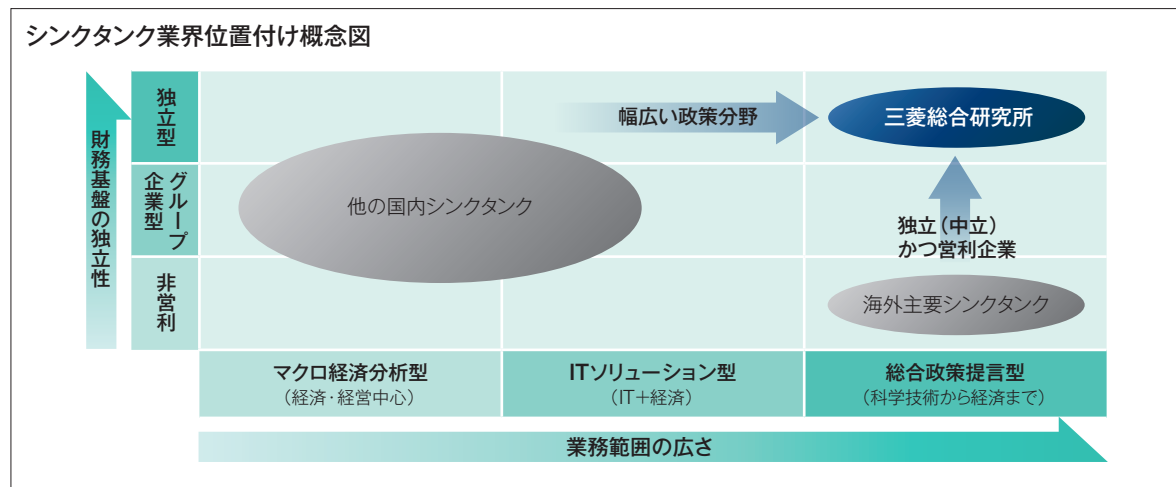 シンクタンク業界位置付け概念図
財務基盤の独立性
独立型
グループ
企業型
非営利
幅広い政策分野
三菱総合研究所
他の国内シンクタンク
独立（中立）
かつ営利企業
海外主要シンクタンク
マクロ経済分析型
（経済・経営中心）
ITソリューション型
（IT＋経済）
総合政策提言型
（科学技術から経済まで）
業務範囲の広さ